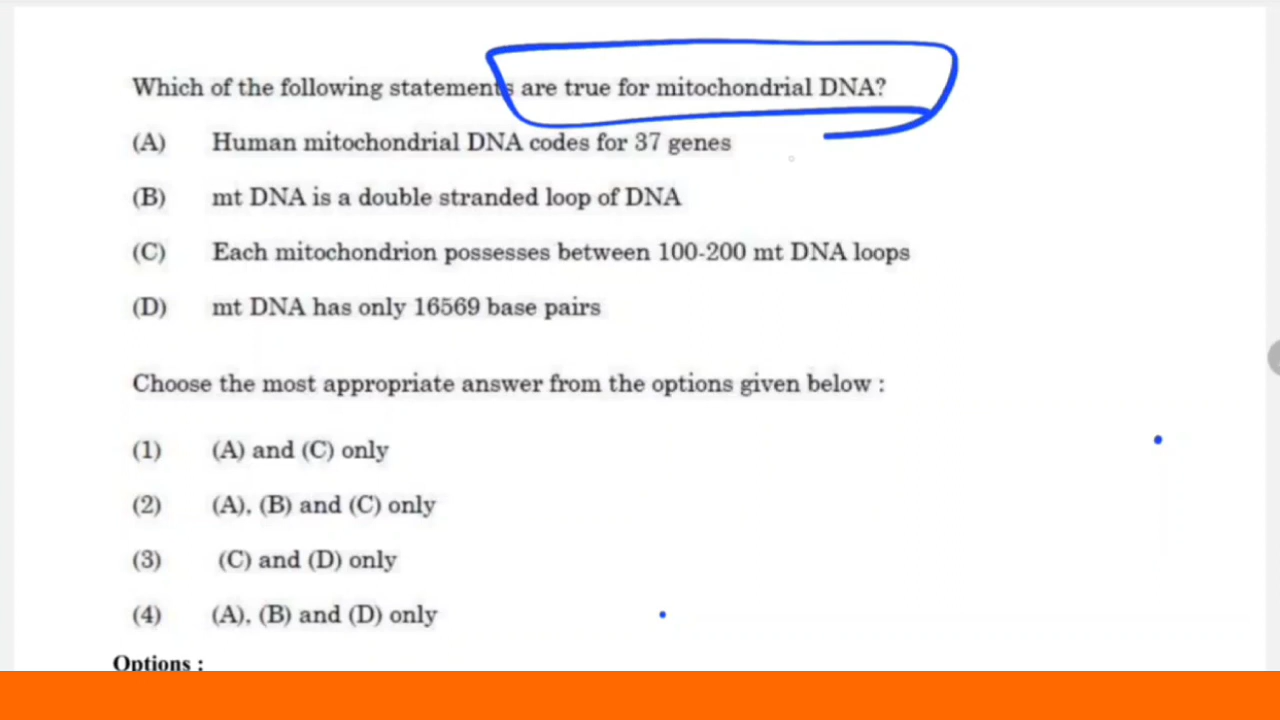 Which of the following statements are true for mitochondrial DNA?
(A) Human mitochondrial DNA codes for 37 genes
(B) mt DNA is a double stranded loop of DNA
(C) Each mitochondrion possesses between 100-200 mt DNA loops
(D) mt DNA has only 16569 base pairs
Choose the most appropriate answer from the options given below :
(1) (A) and (C) only
(2) (A), (B) and (C) only
(3) (C) and (D) only
(4) (A), (B) and (D) only
Options :